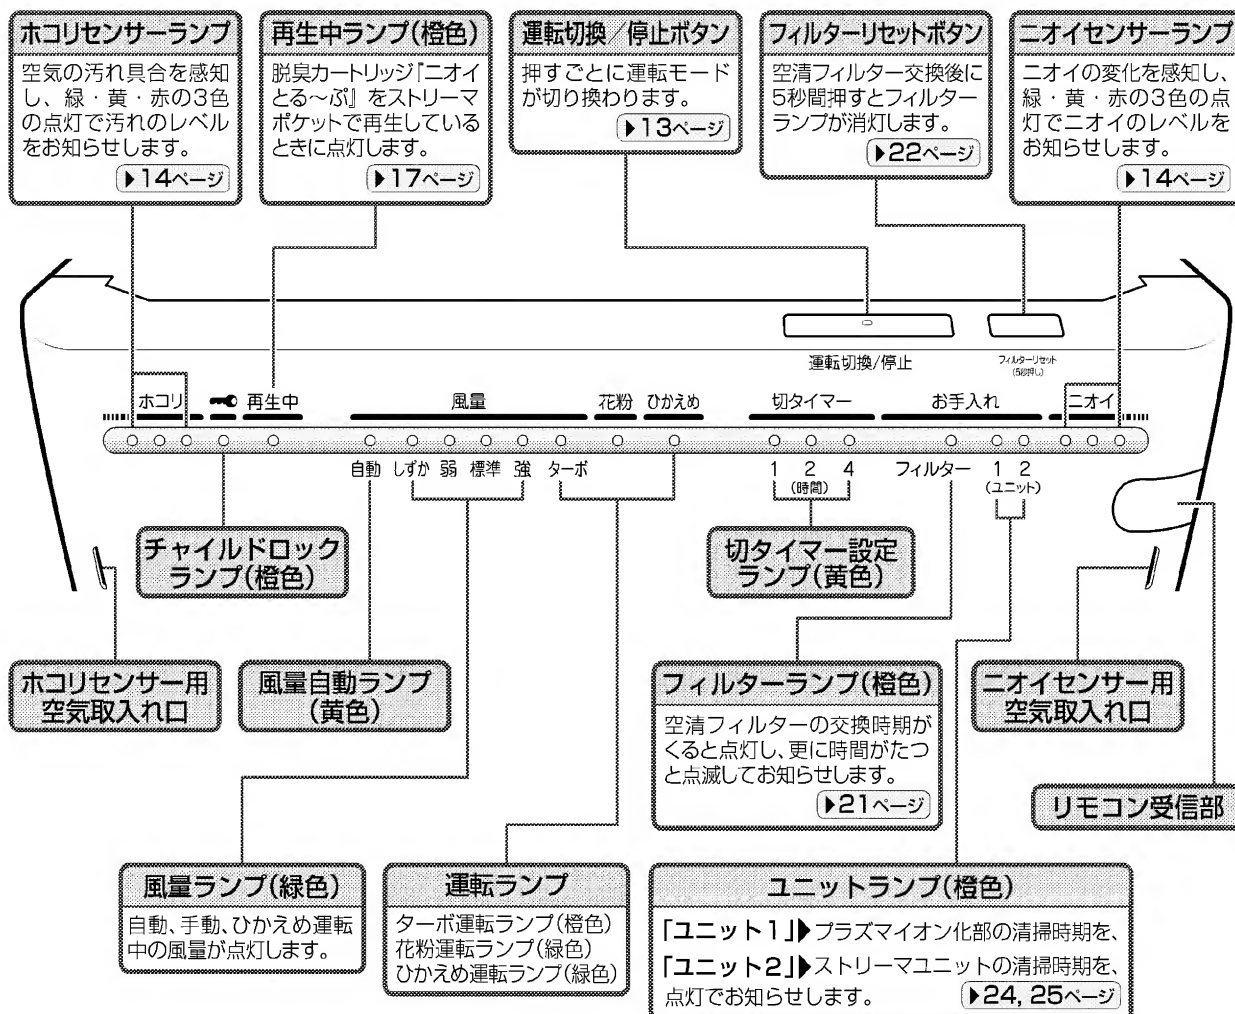 ホコリセンサーランプ
空気の汚れ具合を感知
し、緑・黄・赤の3色
の点灯で汚れのレベル
をお知らせします。
▶14ページ
再生中ランプ(橙色)
脱臭カートリッジ『ニオイ
とる～ぷ』をストリーマ
ポケットで再生している
ときに点灯します。
▶17ページ
運転切換／停止ボタン
押すごとに運転モード
が切り換わります。
▶13ページ
フィルターリセットボタン
空清フィルター交換後に
5秒間押すとフィルター
ランプが消灯します。
▶22ページ
ニオイセンサーランプ
ニオイの変化を感知し、
緑・黄・赤の3色の点
灯でニオイのレベルを
お知らせします。
▶14ページ
運転切換/停止
フィルターリセット
(5秒押し)
ホコリ 再生中 風量 花粉 ひかえめ 切タイマー お手入れ ニオイ
自動 しずか 弱 標準 強 ターボ 1 2 4 フィルター 1 2
(時間) (ユニット)
チャイルドロック
ランプ(橙色)
切タイマー設定
ランプ(黄色)
ホコリセンサー用
空気取入れ口
風量自動ランプ
(黄色)
フィルターランプ(橙色)
空清フィルターの交換時期が
くると点灯し、更に時間がたつ
と点滅してお知らせします。
▶21ページ
ニオイセンサー用
空気取入れ口
リモコン受信部
風量ランプ(緑色)
自動、手動、ひかえめ運転
中の風量が点灯します。
運転ランプ
ターボ運転ランプ(橙色)
花粉運転ランプ(緑色)
ひかえめ運転ランプ(緑色)
ユニットランプ(橙色)
「ユニット1」▶プラズマイオン化部の清掃時期を、
「ユニット2」▶ストリーマユニットの清掃時期を、
点灯でお知らせします。
▶24, 25ページ